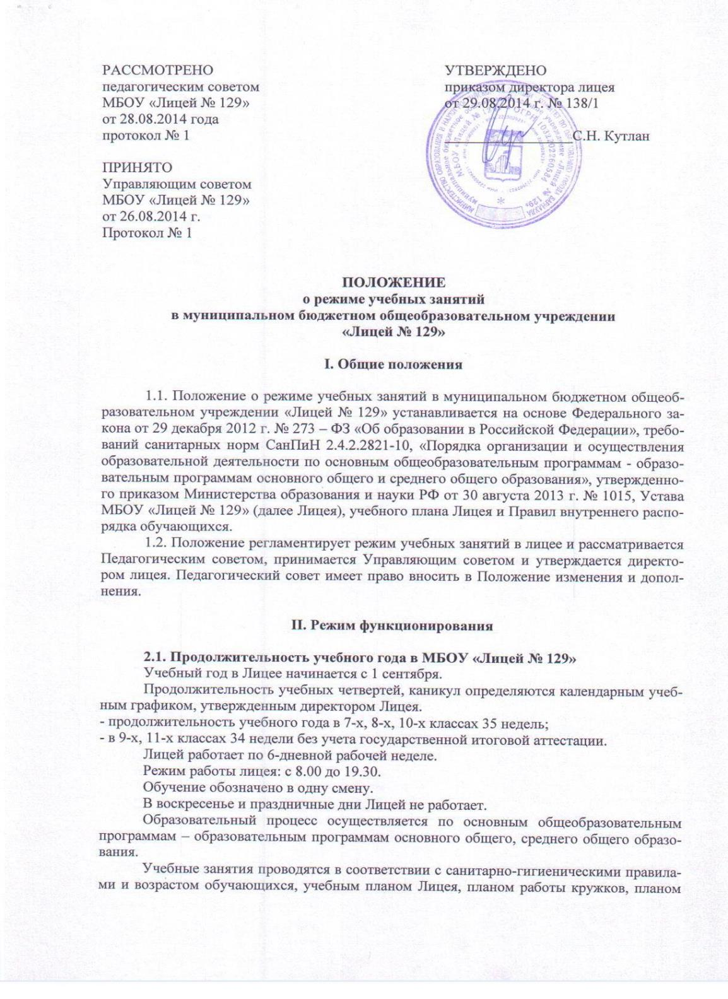 РАССМОТРЕНО
педагогическим советом
МБОУ «Лицей № 129»
от 28.08.2014 года
протокол № 1
ПРИНЯТО
Управляющим советом
МБОУ «Лицей № 129»
от 26.08.2014 г.
Протокол № 1
УТВЕРЖДЕНО
приказом директора лицея
от 29.08.2014 г. № 138/1
С.Н. Кутлан
МБОУ «Лицей № 129» ОГРН 1032202260584
ПОЛОЖЕНИЕ
о режиме учебных занятий
в муниципальном бюджетном общеобразовательном учреждении
«Лицей № 129»
I. Общие положения
1.1. Положение о режиме учебных занятий в муниципальном бюджетном общеоб-
разовательном учреждении «Лицей № 129» устанавливается на основе Федерального за-
кона от 29 декабря 2012 г. № 273 – ФЗ «Об образовании в Российской Федерации», требо-
ваний санитарных норм СанПиН 2.4.2.2821-10, «Порядка организации и осуществления
образовательной деятельности по основным общеобразовательным программам - образо-
вательным программам основного общего и среднего общего образования», утвержденно-
го приказом Министерства образования и науки РФ от 30 августа 2013 г. № 1015, Устава
МБОУ «Лицей № 129» (далее Лицея), учебного плана Лицея и Правил внутреннего распо-
рядка обучающихся.
1.2. Положение регламентирует режим учебных занятий в лицее и рассматривается
Педагогическим советом, принимается Управляющим советом и утверждается директо-
ром лицея. Педагогический совет имеет право вносить в Положение изменения и допол-
нения.
II. Режим функционирования
2.1. Продолжительность учебного года в МБОУ «Лицей № 129»
Учебный год в Лицее начинается с 1 сентября.
Продолжительность учебных четвертей, каникул определяются календарным учеб-
ным графиком, утвержденным директором Лицея.
- продолжительность учебного года в 7-х, 8-х, 10-х классах 35 недель;
- в 9-х, 11-х классах 34 недели без учета государственной итоговой аттестации.
Лицей работает по 6-дневной рабочей неделе.
Режим работы лицея: с 8.00 до 19.30.
Обучение обозначено в одну смену.
В воскресенье и праздничные дни Лицей не работает.
Образовательный процесс осуществляется по основным общеобразовательным
программам – образовательным программам основного общего, среднего общего образо-
вания.
Учебные занятия проводятся в соответствии с санитарно-гигиеническими правила-
ми и возрастом обучающихся, учебным планом Лицея, планом работы кружков, планом